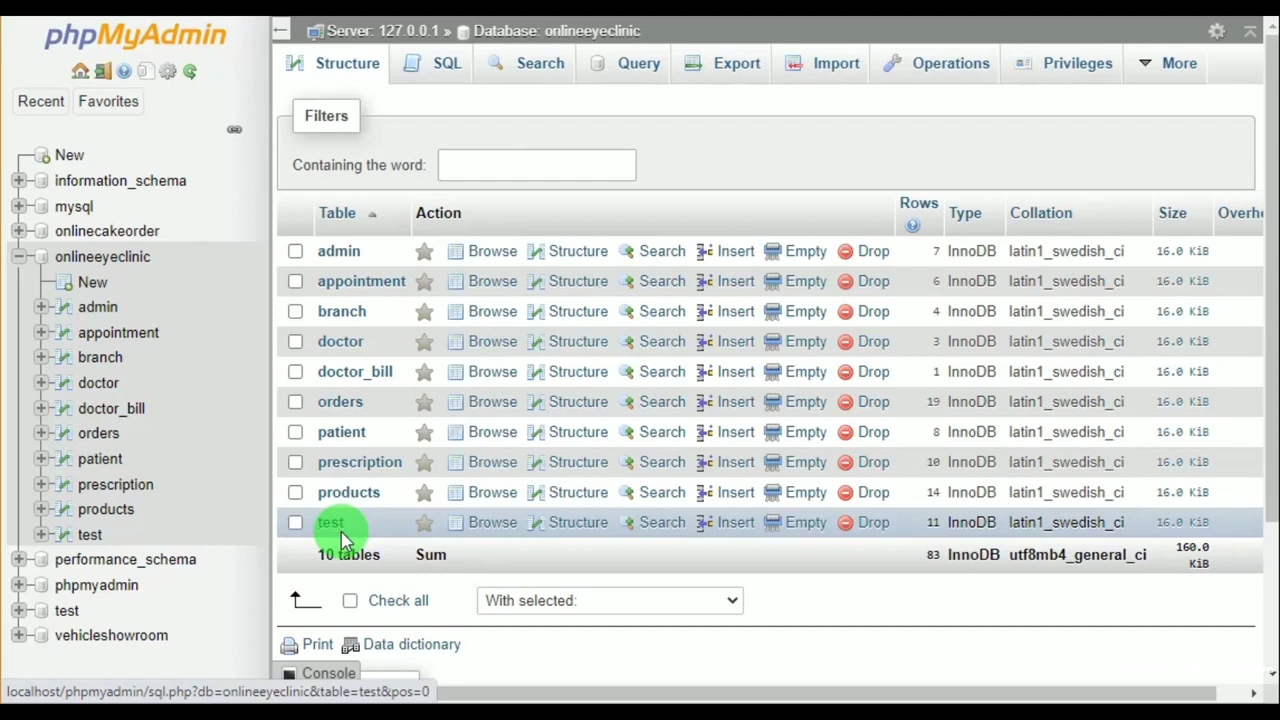 phpMyAdmin
Recent Favorites
New
information_schema
mysql
onlinecakeorder
onlineeyeclinic
New
admin
appointment
branch
doctor
doctor_bill
orders
patient
prescription
products
test
performance_schema
phpmyadmin
test
vehicleshowroom
Server: 127.0.0.1 » Database: onlineeyeclinic
Structure SQL Search Query Export Import Operations Privileges More
Filters
Containing the word:
Table Action Rows Type Collation Size Overhe
admin Browse Structure Search Insert Empty Drop 7 InnoDB latin1_swedish_ci 16.0 KiB
appointment Browse Structure Search Insert Empty Drop 6 InnoDB latin1_swedish_ci 16.0 KiB
branch Browse Structure Search Insert Empty Drop 4 InnoDB latin1_swedish_ci 16.0 KiB
doctor Browse Structure Search Insert Empty Drop 3 InnoDB latin1_swedish_ci 16.0 KiB
doctor_bill Browse Structure Search Insert Empty Drop 1 InnoDB latin1_swedish_ci 16.0 KiB
orders Browse Structure Search Insert Empty Drop 19 InnoDB latin1_swedish_ci 16.0 KiB
patient Browse Structure Search Insert Empty Drop 8 InnoDB latin1_swedish_ci 16.0 KiB
prescription Browse Structure Search Insert Empty Drop 10 InnoDB latin1_swedish_ci 16.0 KiB
products Browse Structure Search Insert Empty Drop 14 InnoDB latin1_swedish_ci 16.0 KiB
test Browse Structure Search Insert Empty Drop 11 InnoDB latin1_swedish_ci 16.0 KiB
10 tables Sum 83 InnoDB utf8mb4_general_ci 160.0 KiB
Check all With selected:
Print Data dictionary
Console
localhost/phpmyadmin/sql.php?db=onlineeyeclinic&table=test&pos=0